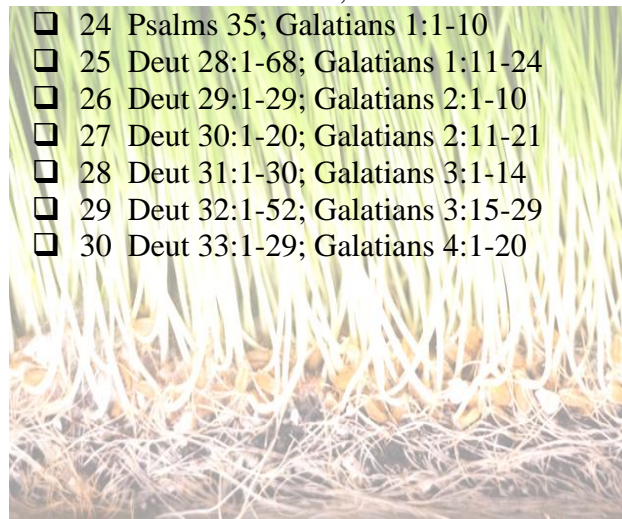 ❑ 24 Psalms 35; Galatians 1:1-10
❑ 25 Deut 28:1-68; Galatians 1:11-24
❑ 26 Deut 29:1-29; Galatians 2:1-10
❑ 27 Deut 30:1-20; Galatians 2:11-21
❑ 28 Deut 31:1-30; Galatians 3:1-14
❑ 29 Deut 32:1-52; Galatians 3:15-29
❑ 30 Deut 33:1-29; Galatians 4:1-20